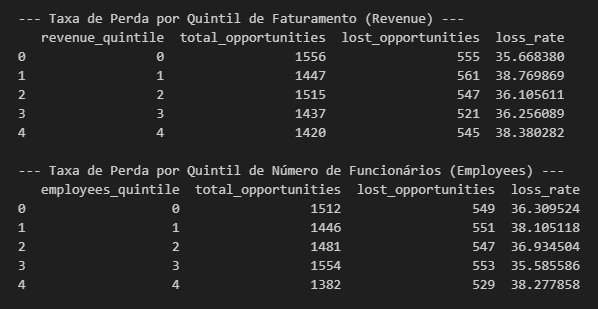 --- Taxa de Perda por Quintil de Faturamento (Revenue) ---
revenue_quintile total_opportunities lost_opportunities loss_rate
0 0 1556 555 35.668380
1 1 1447 561 38.769869
2 2 1515 547 36.105611
3 3 1437 521 36.256089
4 4 1420 545 38.380282
--- Taxa de Perda por Quintil de Número de Funcionários (Employees) ---
employees_quintile total_opportunities lost_opportunities loss_rate
0 0 1512 549 36.309524
1 1 1446 551 38.105118
2 2 1481 547 36.934504
3 3 1554 553 35.585586
4 4 1382 529 38.277858